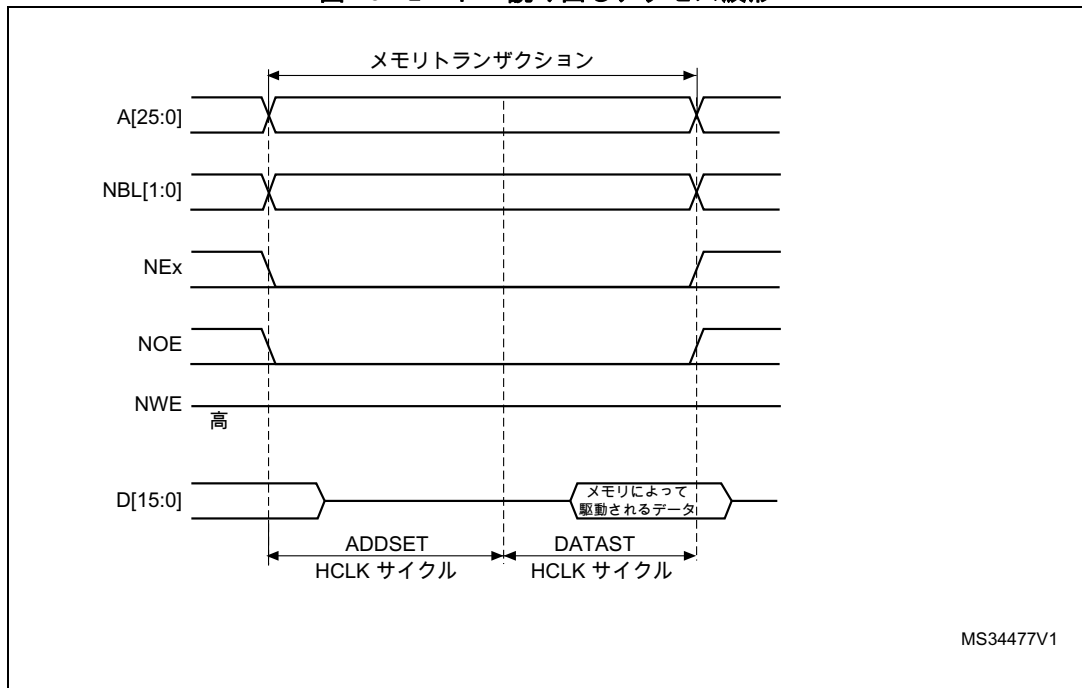 メモリトランザクション
A[25:0]
NBL[1:0]
NEx
NOE
NWE
高
D[15:0]
メモリによって
駆動されるデータ
ADDSET
HCLK サイクル
DATAST
HCLK サイクル
MS34477V1